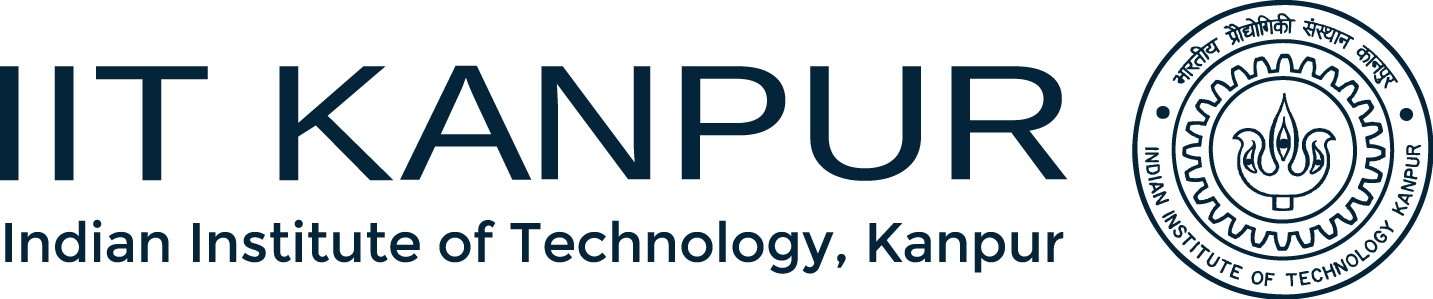 IIT KANPUR
Indian Institute of Technology, Kanpur
भारतीय प्रौद्योगिकी संस्थान कानपुर
INDIAN INSTITUTE OF TECHNOLOGY KANPUR